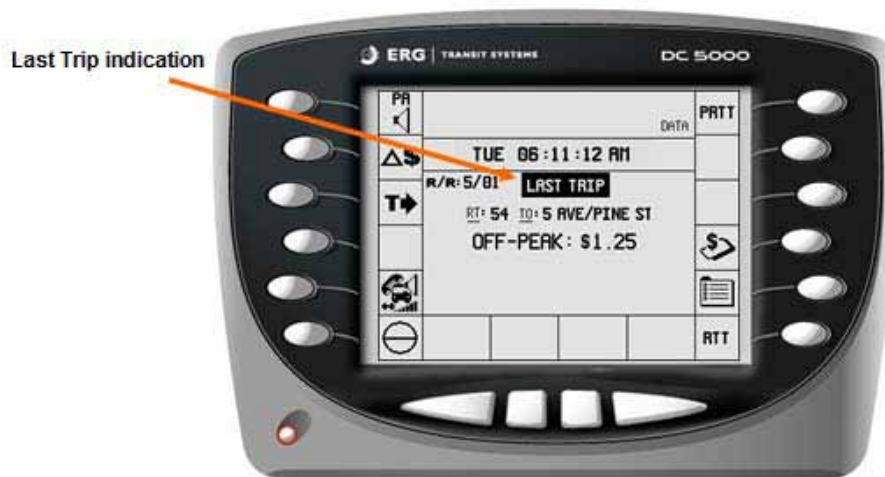 Last Trip indication
ERG | TRANSIT SYSTEMS DC 5000
PA PRTT
DATA
Δ$ TUE 06:11:12 AM
R/R: 5/01 LAST TRIP
T
RT: 54 TO: 5 AVE/PINE ST
OFF-PEAK: $1.25
$
RTT